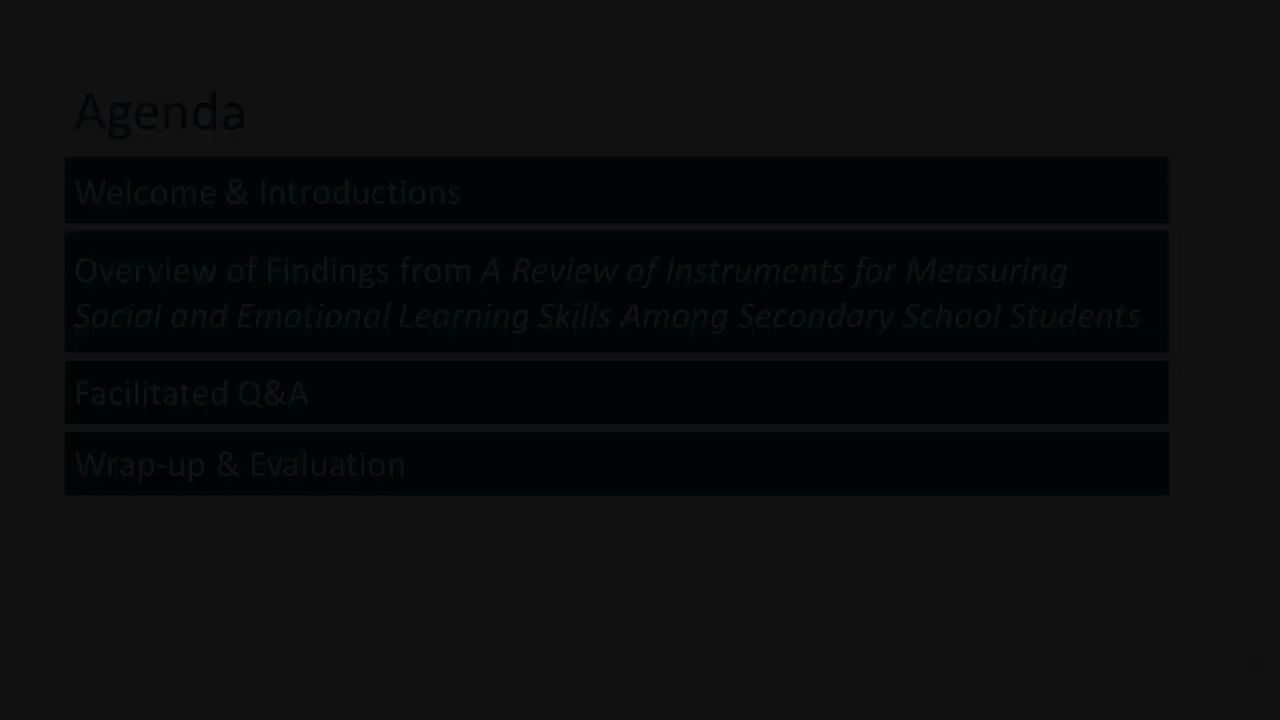 Agenda
Welcome & Introductions
Overview of Findings from A Review of Instruments for Measuring
Social and Emotional Learning Skills Among Secondary School Students
Facilitated Q&A
Wrap-up & Evaluation